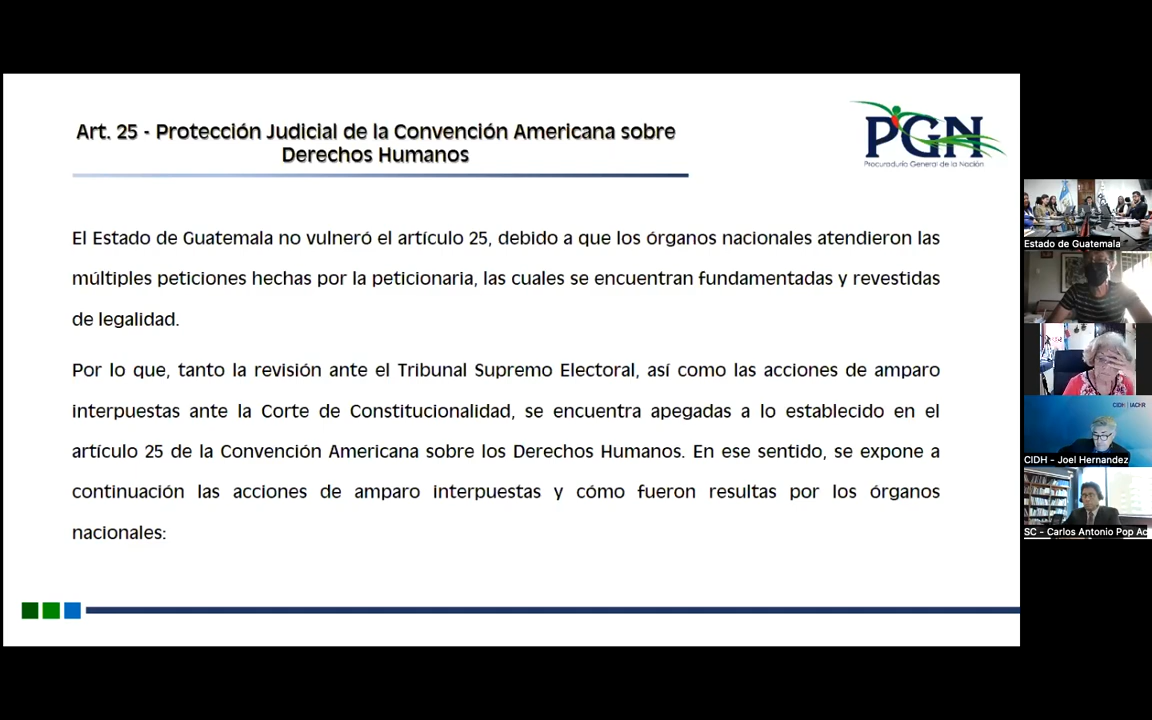 Art. 25 - Protección Judicial de la Convención Americana sobre
Derechos Humanos
PGN
Procuraduría General de la Nación
El Estado de Guatemala no vulneró el artículo 25, debido a que los órganos nacionales atendieron las
múltiples peticiones hechas por la peticionaria, las cuales se encuentran fundamentadas y revestidas
de legalidad.
Por lo que, tanto la revisión ante el Tribunal Supremo Electoral, así como las acciones de amparo
interpuestas ante la Corte de Constitucionalidad, se encuentra apegadas a lo establecido en el
artículo 25 de la Convención Americana sobre los Derechos Humanos. En ese sentido, se expone a
continuación las acciones de amparo interpuestas y cómo fueron resultas por los órganos
nacionales:
Estado de Guatemala
CIDH | IACHR
CIDH - Joel Hernandez
SC - Carlos Antonio Pop Ac